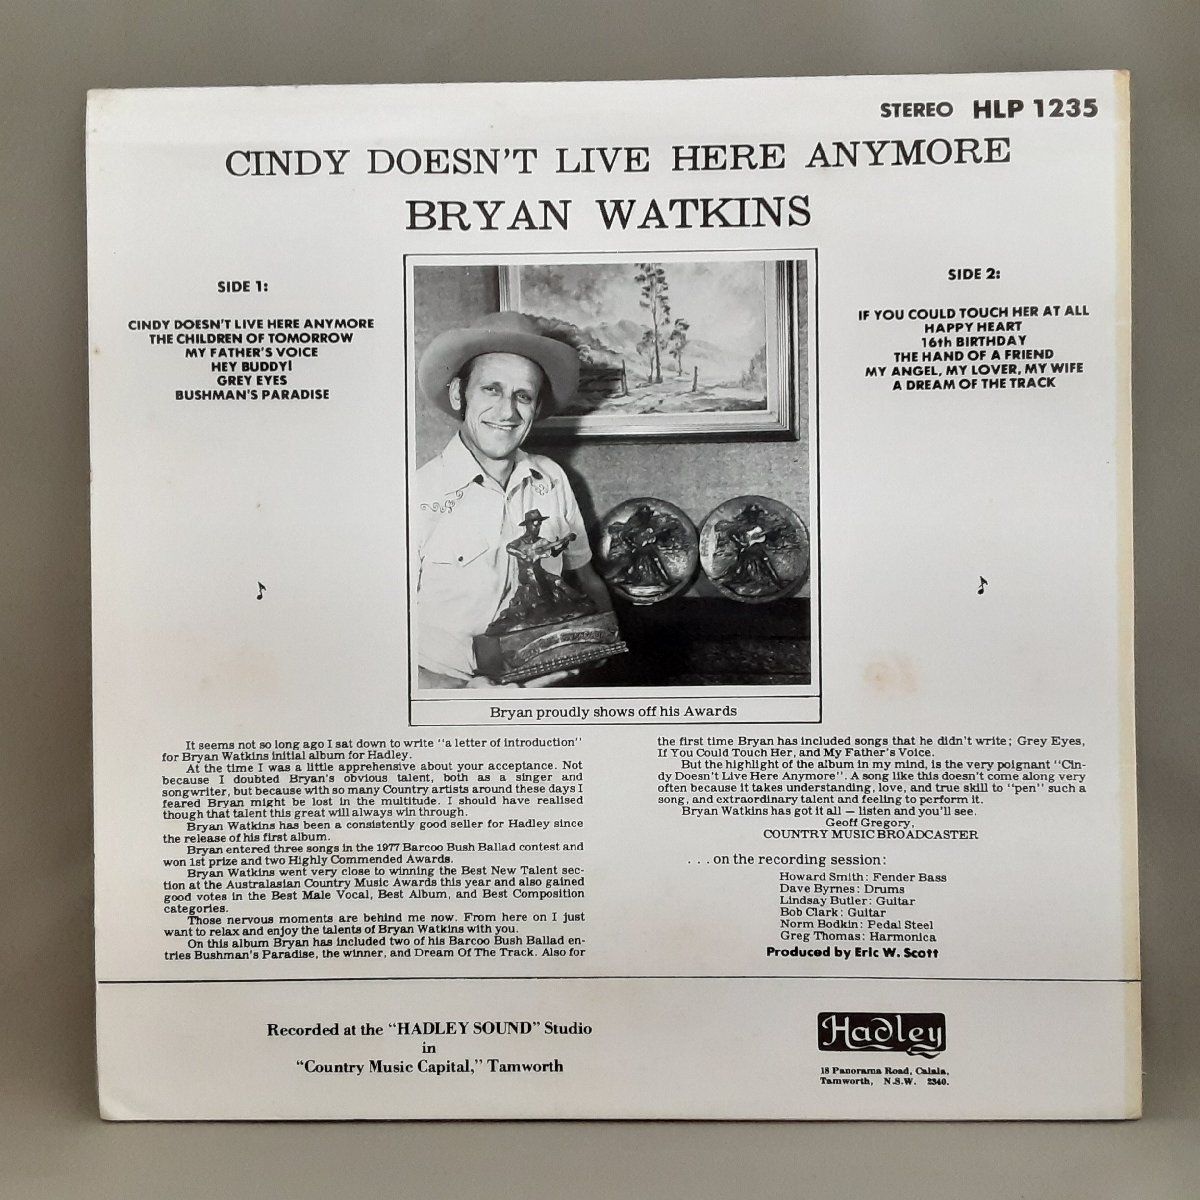 STEREO HLP 1235
CINDY DOESN'T LIVE HERE ANYMORE
BRYAN WATKINS
SIDE 1:
CINDY DOESN'T LIVE HERE ANYMORE
THE CHILDREN OF TOMORROW
MY FATHER'S VOICE
HEY BUDDY!
GREY EYES
BUSHMAN'S PARADISE
SIDE 2:
IF YOU COULD TOUCH HER AT ALL
HAPPY HEART
16th BIRTHDAY
THE HAND OF A FRIEND
MY ANGEL, MY LOVER, MY WIFE
A DREAM OF THE TRACK
Bryan proudly shows off his Awards
It seems not so long ago I sat down to write "a letter of introduction"
for Bryan Watkins initial album for Hadley.
At the time I was a little apprehensive about your acceptance. Not
because I doubted Bryan's obvious talent, both as a singer and
songwriter, but because with so many Country artists around these days I
feared Bryan might be lost in the multitude. I should have realised
though that talent this great will always win through.
Bryan Watkins has been a consistently good seller for Hadley since
the release of his first album.
Bryan entered three songs in the 1977 Barcoo Bush Ballad contest and
won 1st prize and two Highly Commended Awards.
Bryan Watkins went very close to winning the Best New Talent sec-
tion at the Australasian Country Music Awards this year and also gained
good votes in the Best Male Vocal, Best Album, and Best Composition
categories.
Those nervous moments are behind me now. From here on I just
want to relax and enjoy the talents of Bryan Watkins with you.
On this album Bryan has included two of his Barcoo Bush Ballad en-
tries Bushman's Paradise, the winner, and Dream Of The Track. Also for
the first time Bryan has included songs that he didn't write; Grey Eyes,
If You Could Touch Her, and My Father's Voice.
But the highlight of the album in my mind, is the very poignant "Cin-
dy Doesn't Live Here Anymore". A song like this doesn't come along very
often because it takes understanding, love, and true skill to "pen" such a
song, and extraordinary talent and feeling to perform it.
Bryan Watkins has got it all — listen and you'll see.
Geoff Gregory,
COUNTRY MUSIC BROADCASTER
. . . on the recording session:
Howard Smith: Fender Bass
Dave Byrnes: Drums
Lindsay Butler: Guitar
Bob Clark: Guitar
Norm Bodkin: Pedal Steel
Greg Thomas: Harmonica
Produced by Eric W. Scott
Recorded at the "HADLEY SOUND" Studio
in
"Country Music Capital," Tamworth
Hadley
18 Panorama Road, Calala,
Tamworth, N.S.W. 2340.